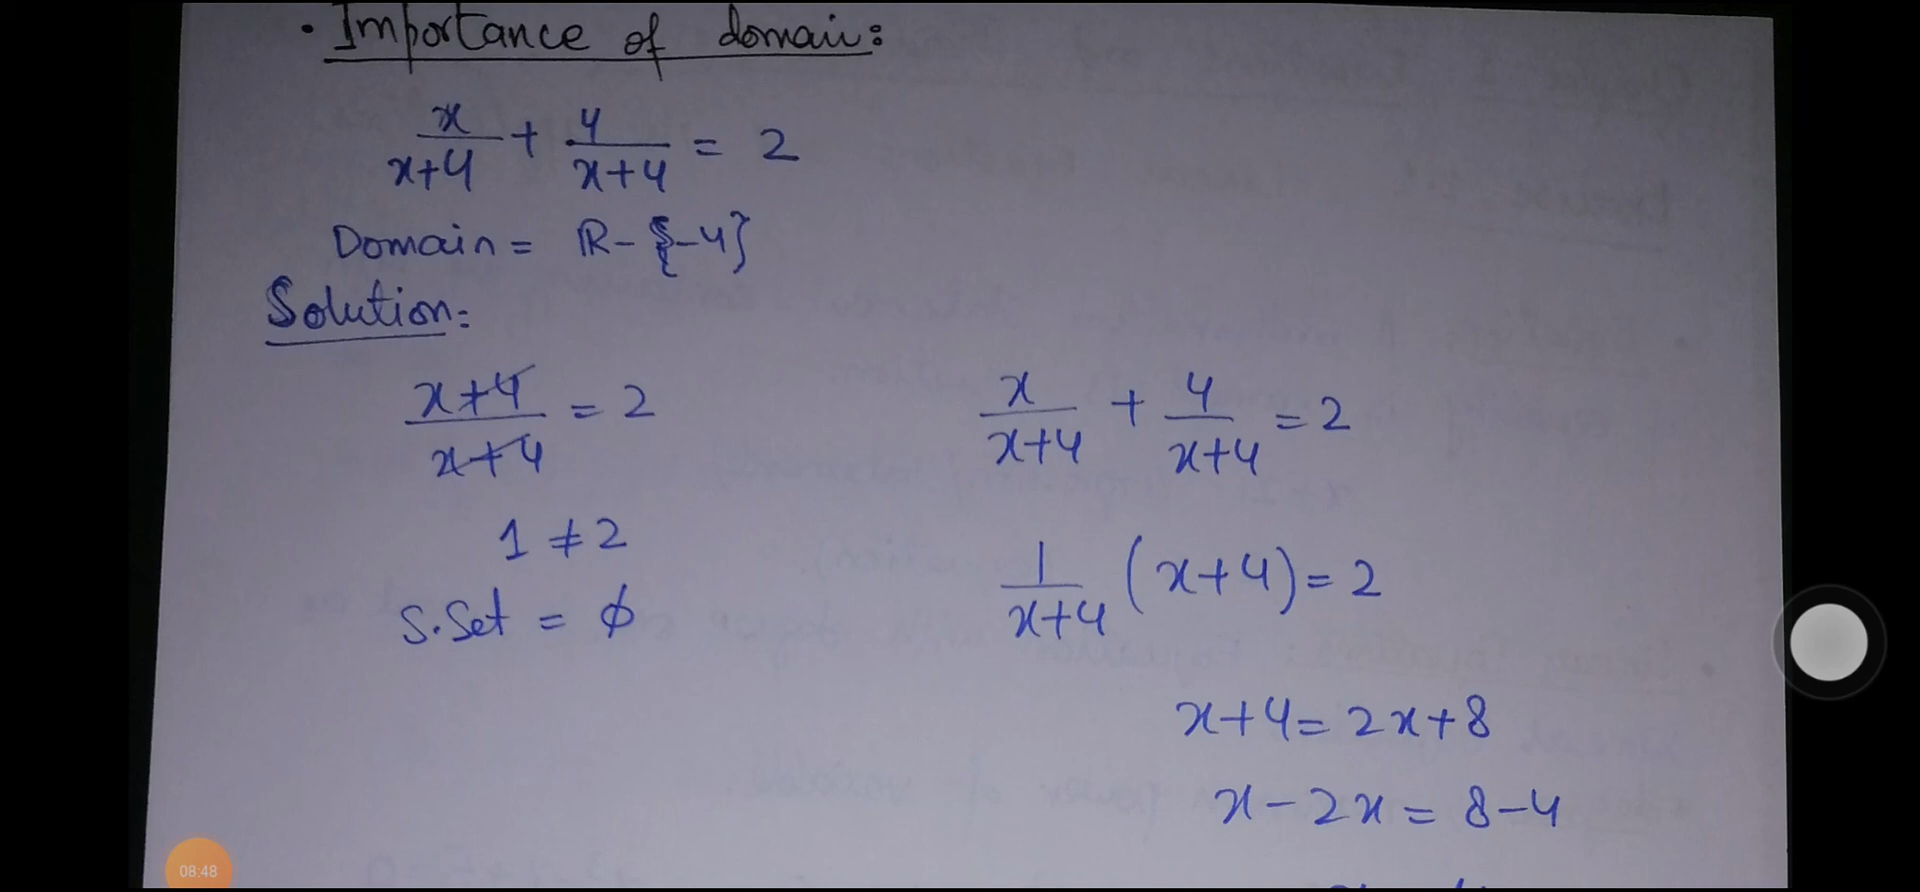 • Importance of domain:
x/x+4 + 4/x+4 = 2
Domain = ℝ-{-4}
Solution:
x+4/x+4 = 2
1 ≠ 2
S.Set = ϕ
x/x+4 + 4/x+4 = 2
1/x+4 (x+4) = 2
x+4 = 2x+8
x-2x = 8-4
08:48